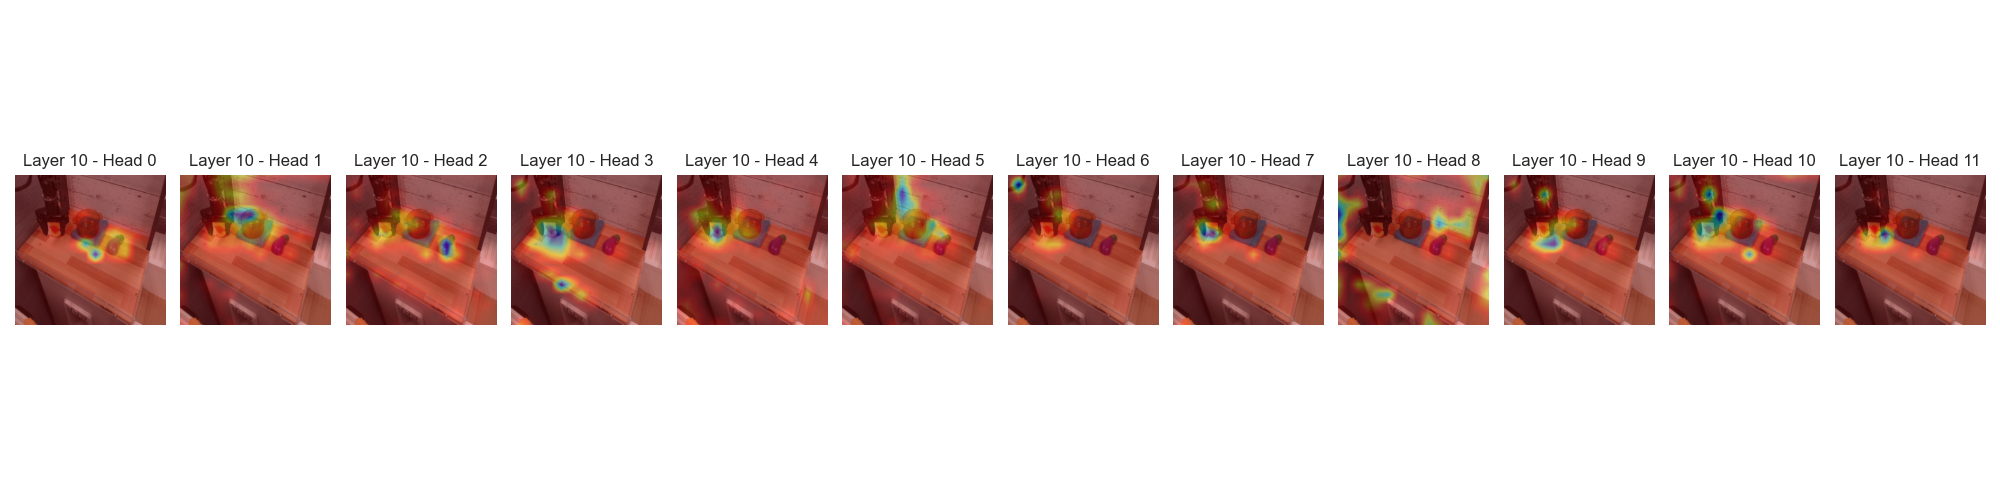 Layer 10 - Head 0
Layer 10 - Head 1
Layer 10 - Head 2
Layer 10 - Head 3
Layer 10 - Head 4
Layer 10 - Head 5
Layer 10 - Head 6
Layer 10 - Head 7
Layer 10 - Head 8
Layer 10 - Head 9
Layer 10 - Head 10
Layer 10 - Head 11